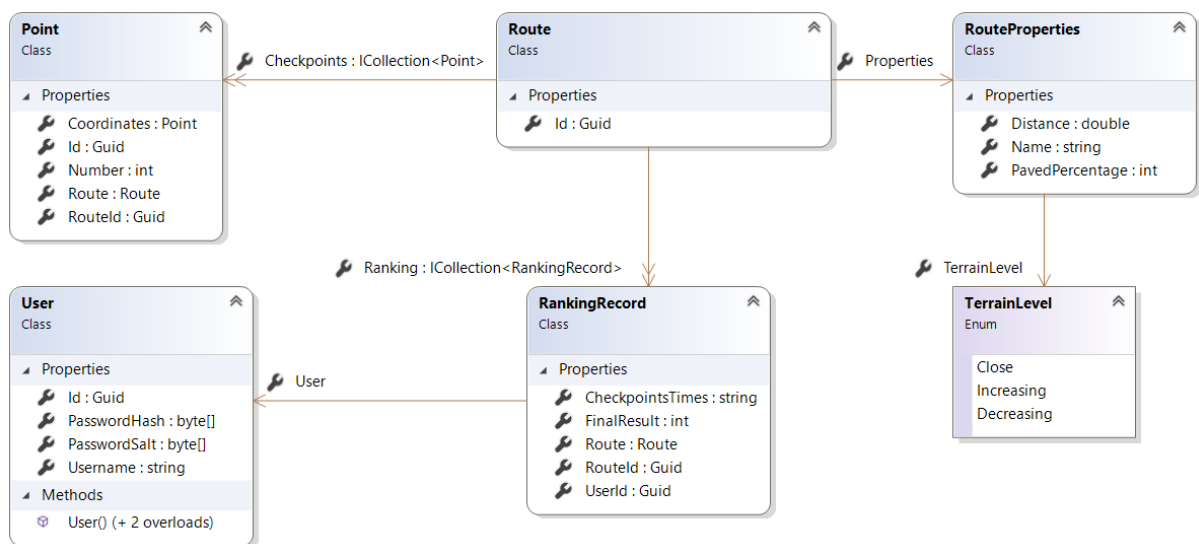 Point
Class
Properties
Coordinates : Point
Id : Guid
Number : int
Route : Route
RouteId : Guid
Checkpoints : ICollection<Point>
Route
Class
Properties
Id : Guid
Properties
RouteProperties
Class
Properties
Distance : double
Name : string
PavedPercentage : int
Ranking : ICollection<RankingRecord>
TerrainLevel
User
Class
Properties
Id : Guid
PasswordHash : byte[]
PasswordSalt : byte[]
Username : string
Methods
User() (+ 2 overloads)
User
RankingRecord
Class
Properties
CheckpointsTimes : string
FinalResult : int
Route : Route
RouteId : Guid
UserId : Guid
TerrainLevel
Enum
Close
Increasing
Decreasing